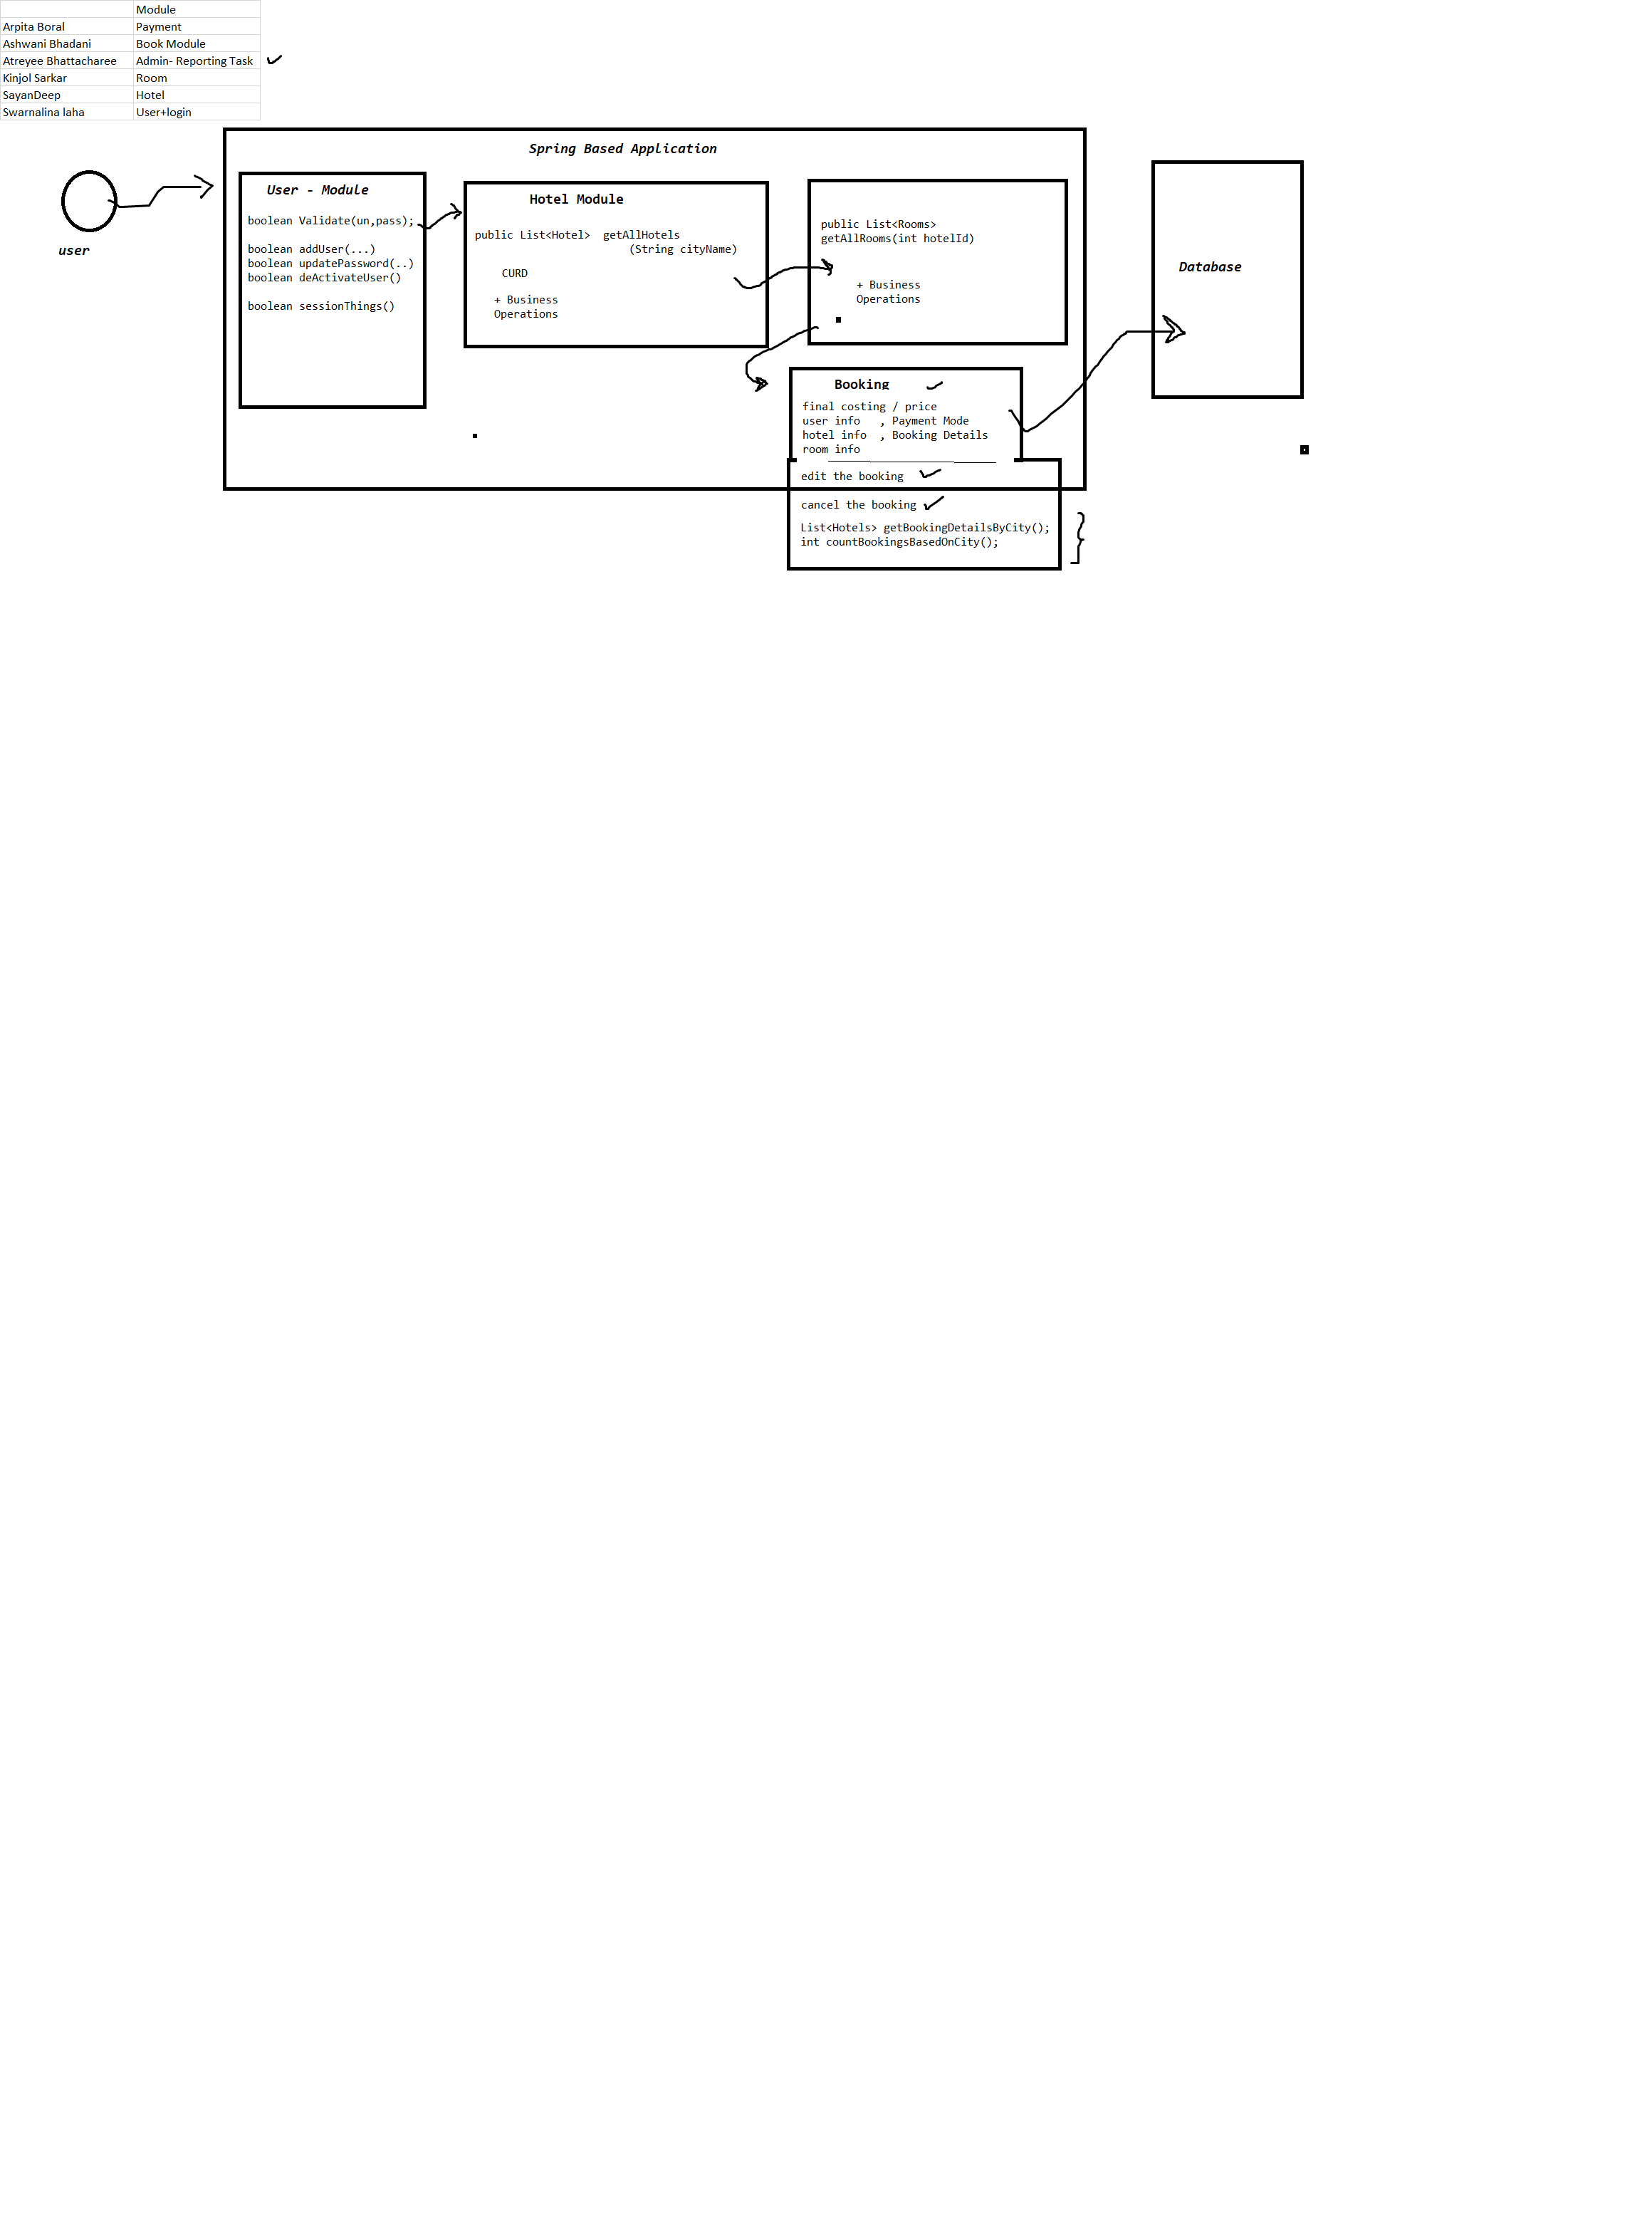 Module
Arpita Boral Payment
Ashwani Bhadani Book Module
Atreyee Bhattacharee Admin- Reporting Task
Kinjol Sarkar Room
SayanDeep Hotel
Swarnalina laha User+login
Spring Based Application
user
User - Module
boolean Validate(un,pass);
boolean addUser(...)
boolean updatePassword(..)
boolean deActivateUser()
boolean sessionThings()
Hotel Module
public List<Hotel> getAllHotels
(String cityName)
CURD
+ Business
Operations
public List<Rooms>
getAllRooms(int hotelId)
+ Business
Operations
Booking
final costing / price
user info , Payment Mode
hotel info , Booking Details
room info
edit the booking
cancel the booking
List<Hotels> getBookingDetailsByCity();
int countBookingsBasedOnCity();
Database